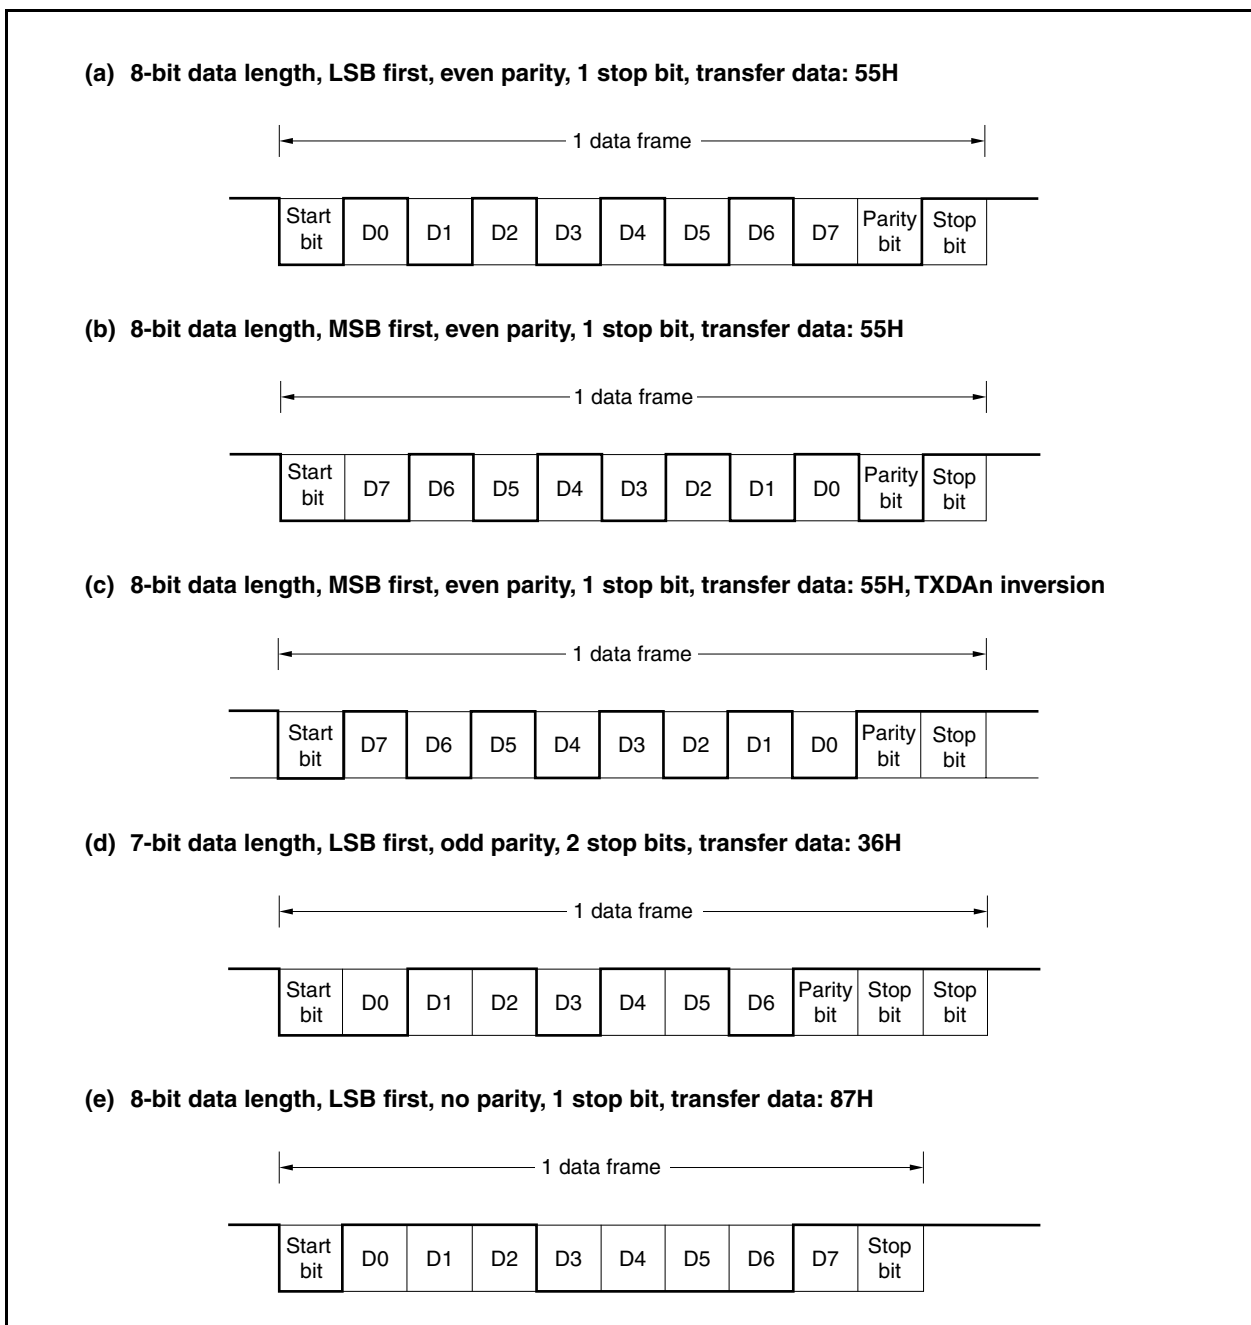 (a) 8-bit data length, LSB first, even parity, 1 stop bit, transfer data: 55H
1 data frame
Start bit D0 D1 D2 D3 D4 D5 D6 D7 Parity bit Stop bit
(b) 8-bit data length, MSB first, even parity, 1 stop bit, transfer data: 55H
1 data frame
Start bit D7 D6 D5 D4 D3 D2 D1 D0 Parity bit Stop bit
(c) 8-bit data length, MSB first, even parity, 1 stop bit, transfer data: 55H, TXDAn inversion
1 data frame
Start bit D7 D6 D5 D4 D3 D2 D1 D0 Parity bit Stop bit
(d) 7-bit data length, LSB first, odd parity, 2 stop bits, transfer data: 36H
1 data frame
Start bit D0 D1 D2 D3 D4 D5 D6 Parity bit Stop bit Stop bit
(e) 8-bit data length, LSB first, no parity, 1 stop bit, transfer data: 87H
1 data frame
Start bit D0 D1 D2 D3 D4 D5 D6 D7 Stop bit